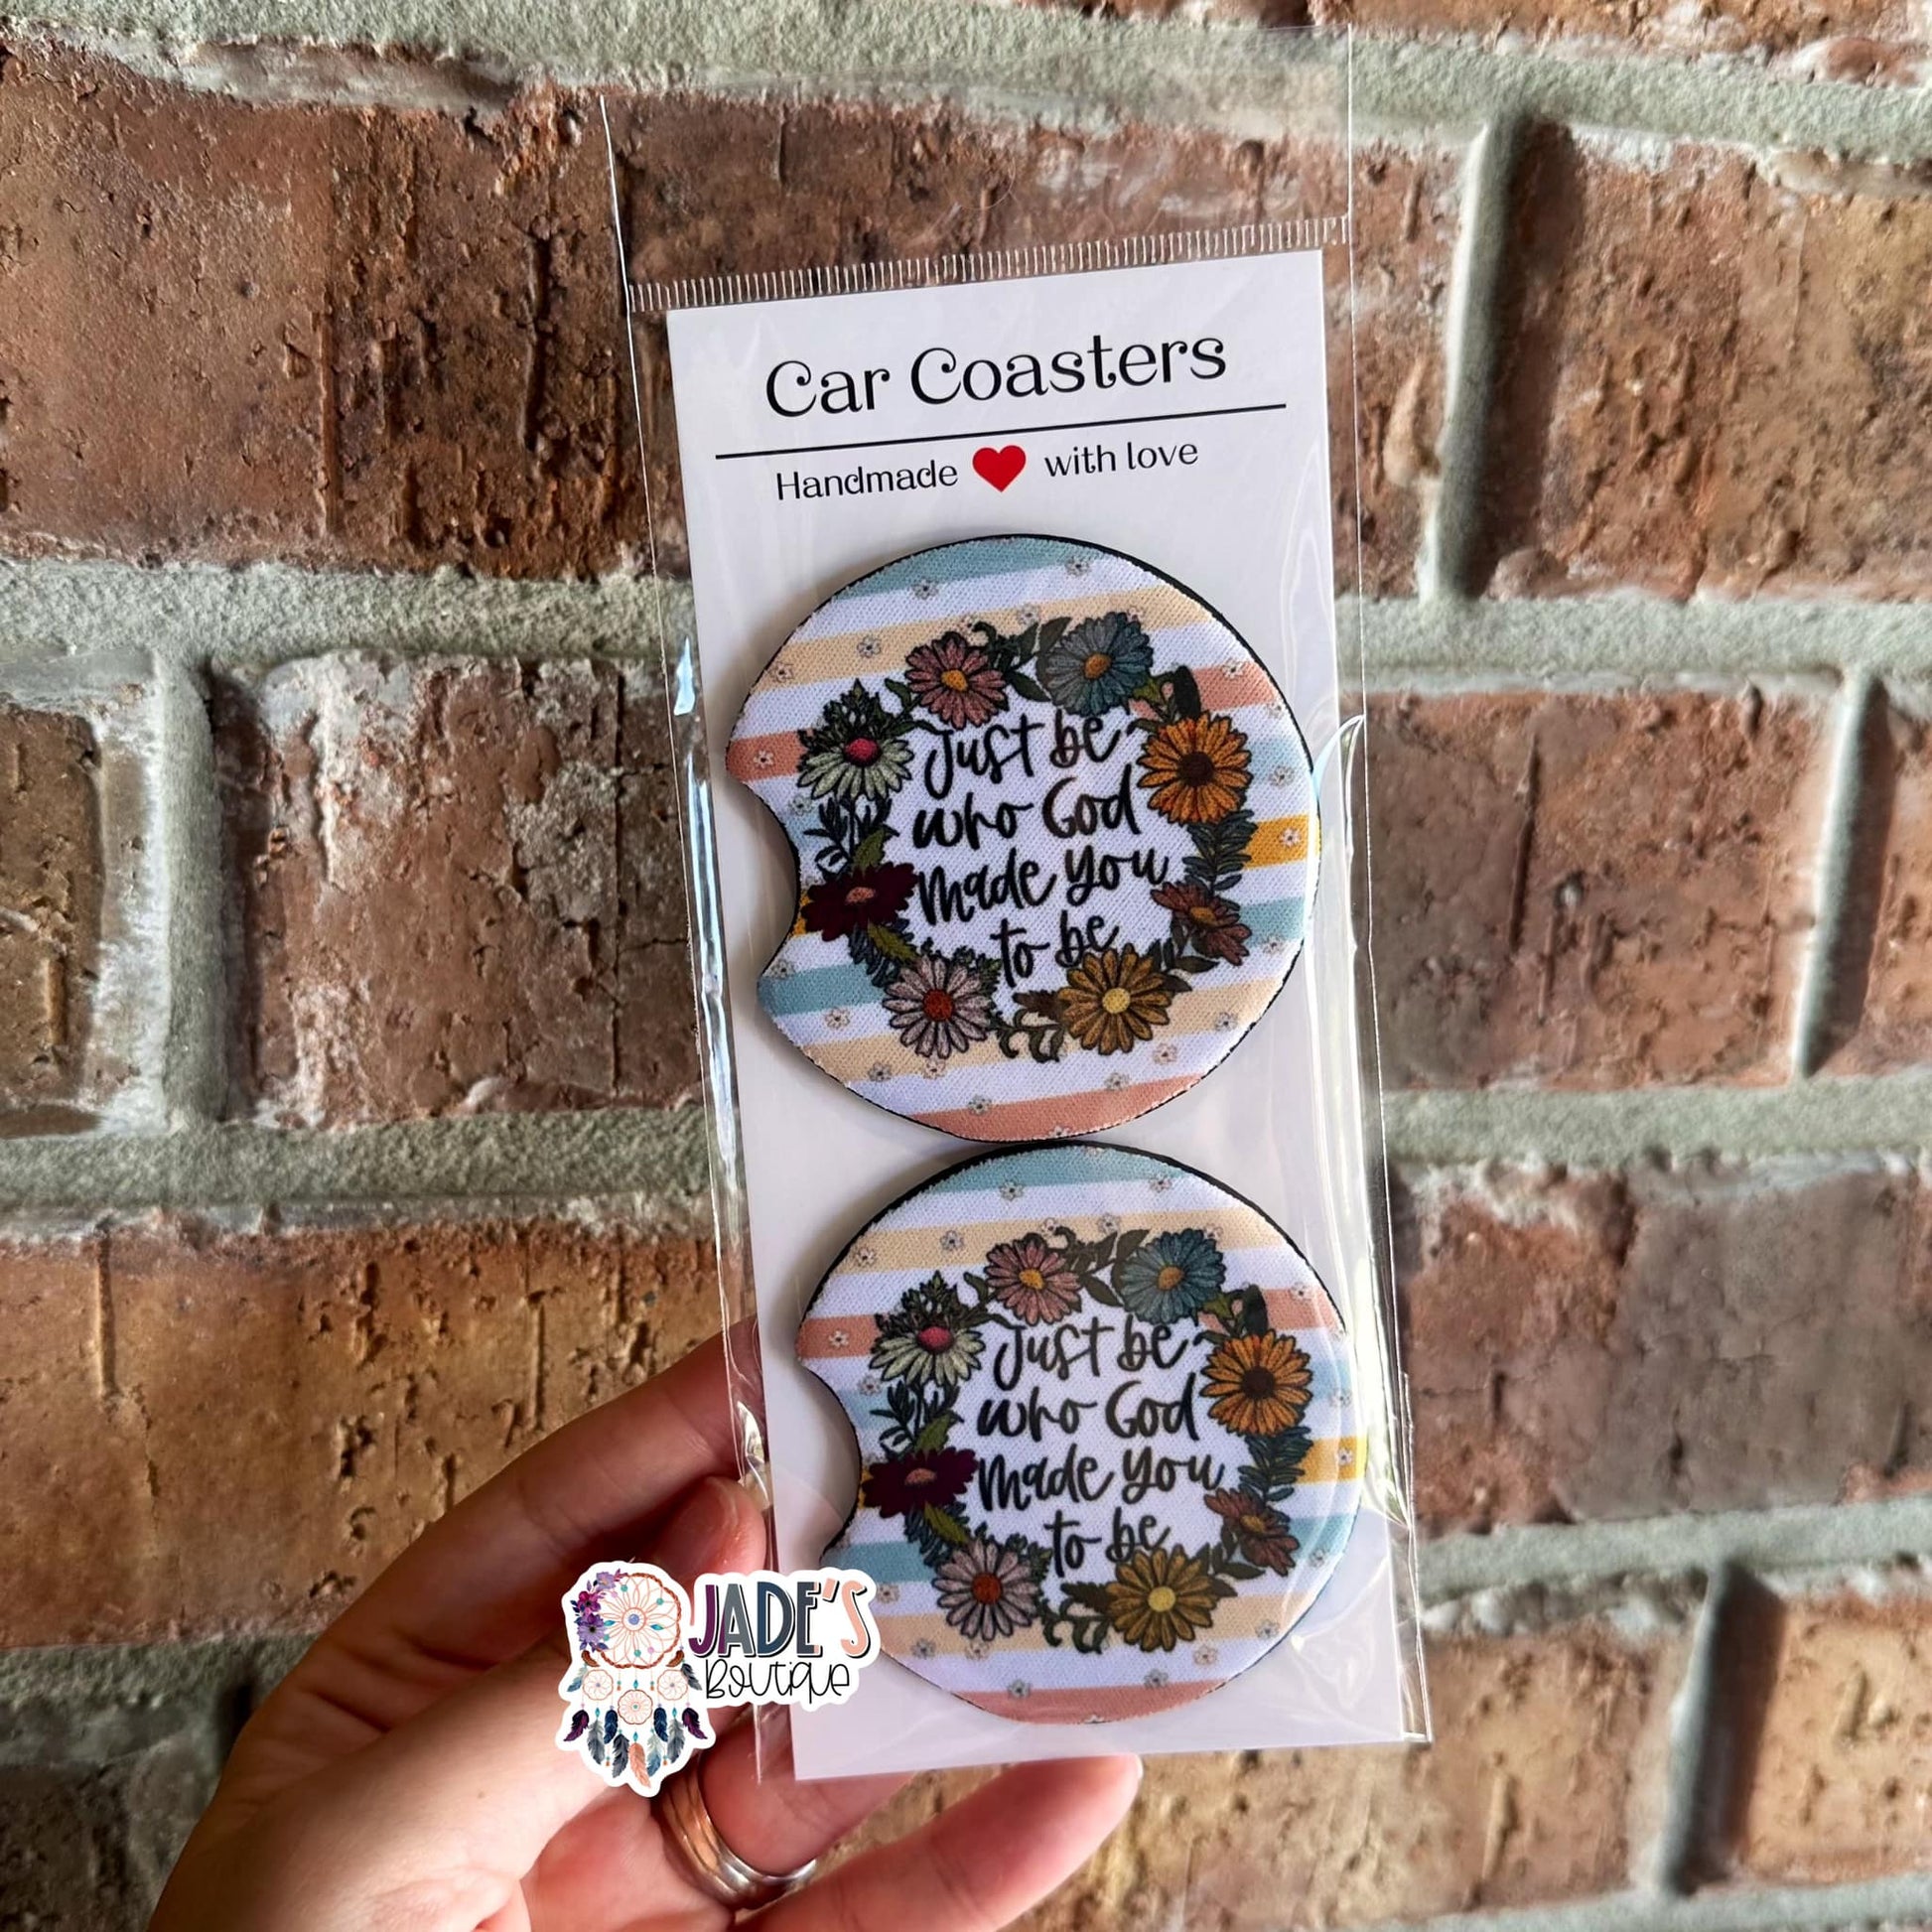 Car Coasters
Handmade with love
Just be
who God
made you
to be
Just be
who God
made you
to be
JADE'S
Boutique